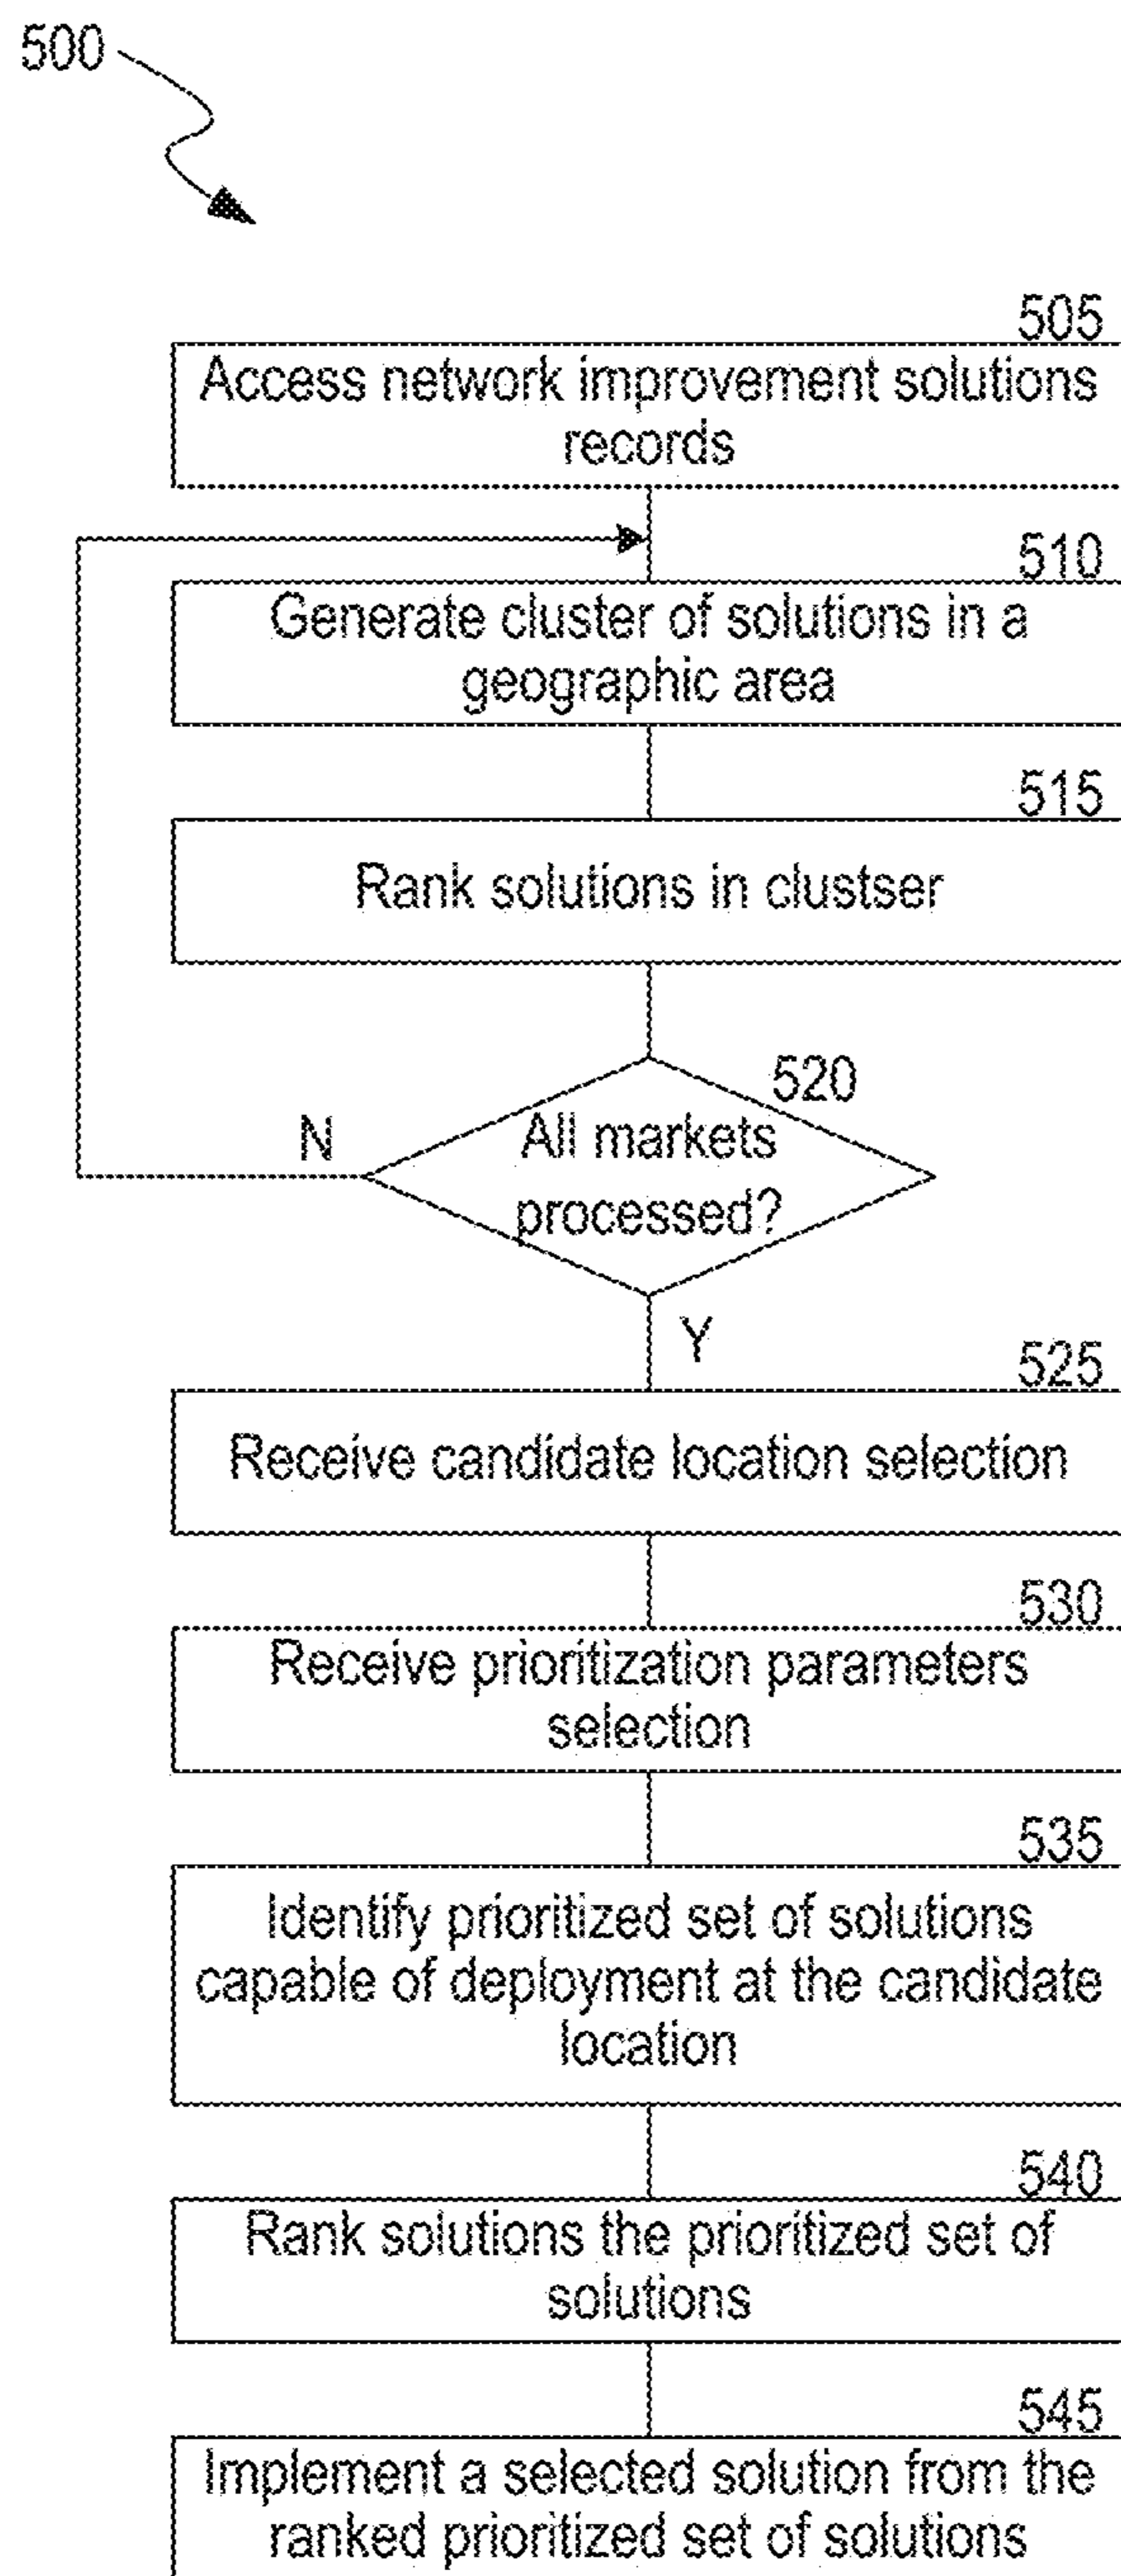 500
505
Access network improvement solutions
records
510
Generate cluster of solutions in a
geographic area
515
Rank solutions in clustser
520
All markets
processed?
N
Y
525
Receive candidate location selection
530
Receive prioritization parameters
selection
535
Identify prioritized set of solutions
capable of deployment at the candidate
location
540
Rank solutions the prioritized set of
solutions
545
Implement a selected solution from the
ranked prioritized set of solutions